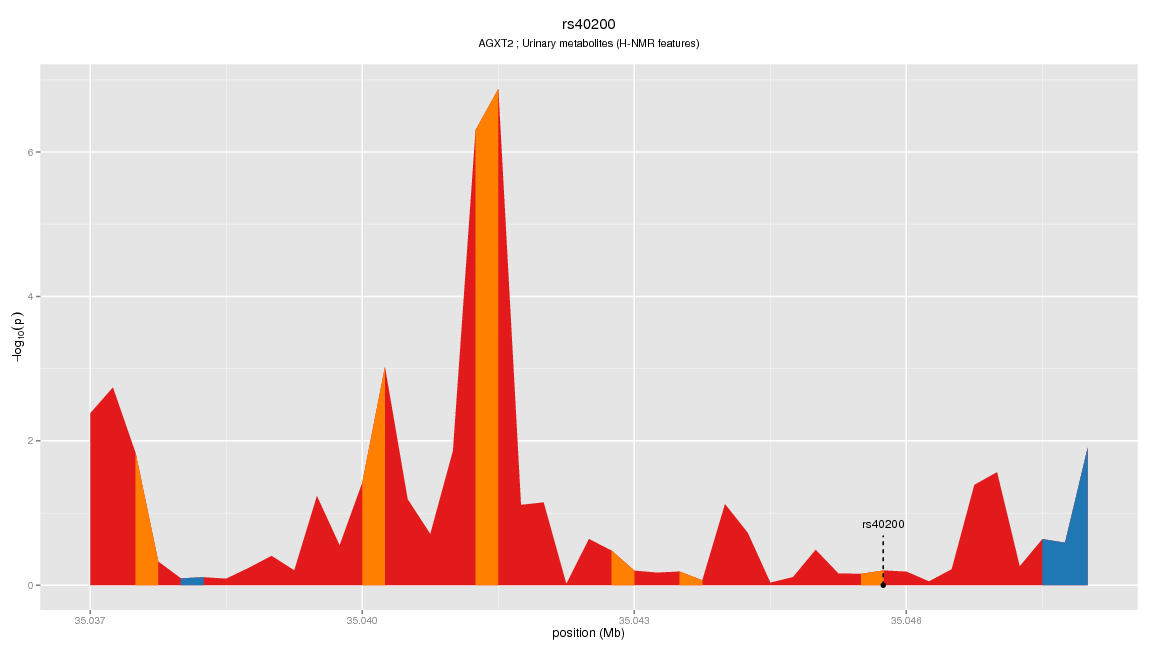 rs40200
AGXT2 ; Urinary metabolites (H-NMR features)
−log10(p)
6
4
2
0
rs40200
35.037
35.040
35.043
35.046
position (Mb)